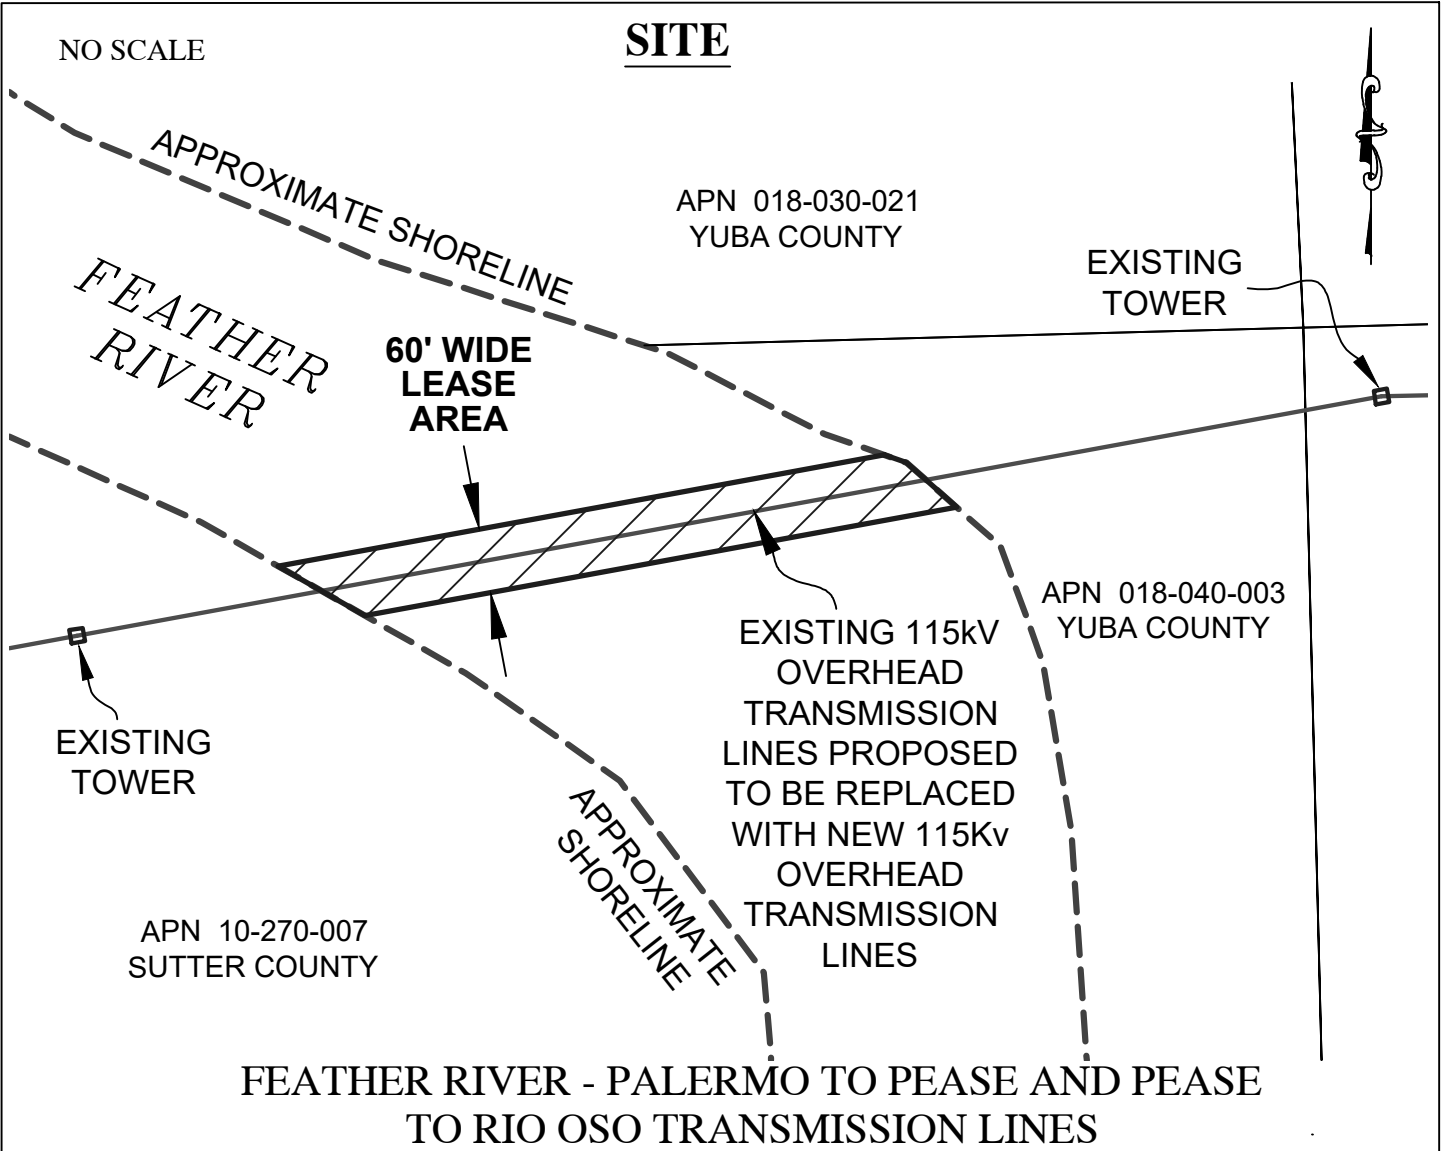 NO SCALE
SITE
APPROXIMATE SHORELINE
APN 018-030-021
YUBA COUNTY
EXISTING
TOWER
FEATHER
RIVER
60' WIDE
LEASE
AREA
APN 018-040-003
YUBA COUNTY
EXISTING 115kV
OVERHEAD
TRANSMISSION
LINES PROPOSED
TO BE REPLACED
WITH NEW 115Kv
OVERHEAD
TRANSMISSION
LINES
EXISTING
TOWER
APPROXIMATE
SHORELINE
APN 10-270-007
SUTTER COUNTY
FEATHER RIVER - PALERMO TO PEASE AND PEASE
TO RIO OSO TRANSMISSION LINES